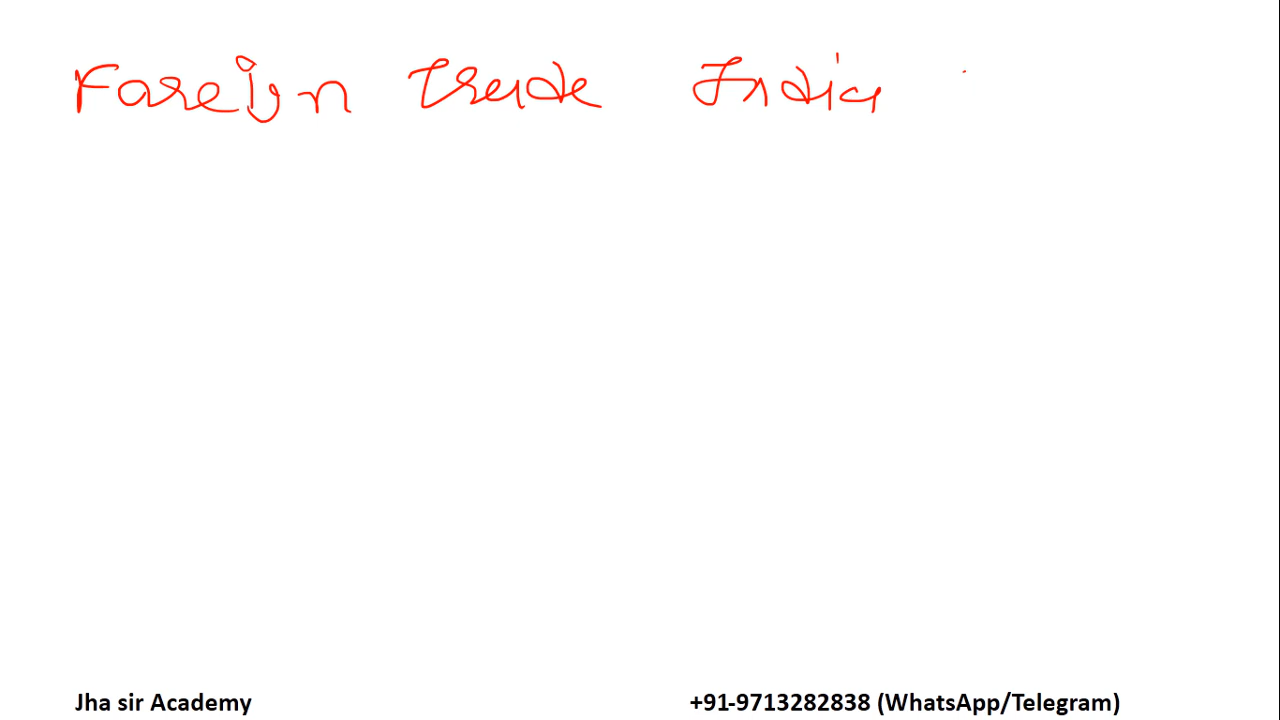 Foreign trade India
Jha sir Academy
+91-9713282838 (WhatsApp/Telegram)